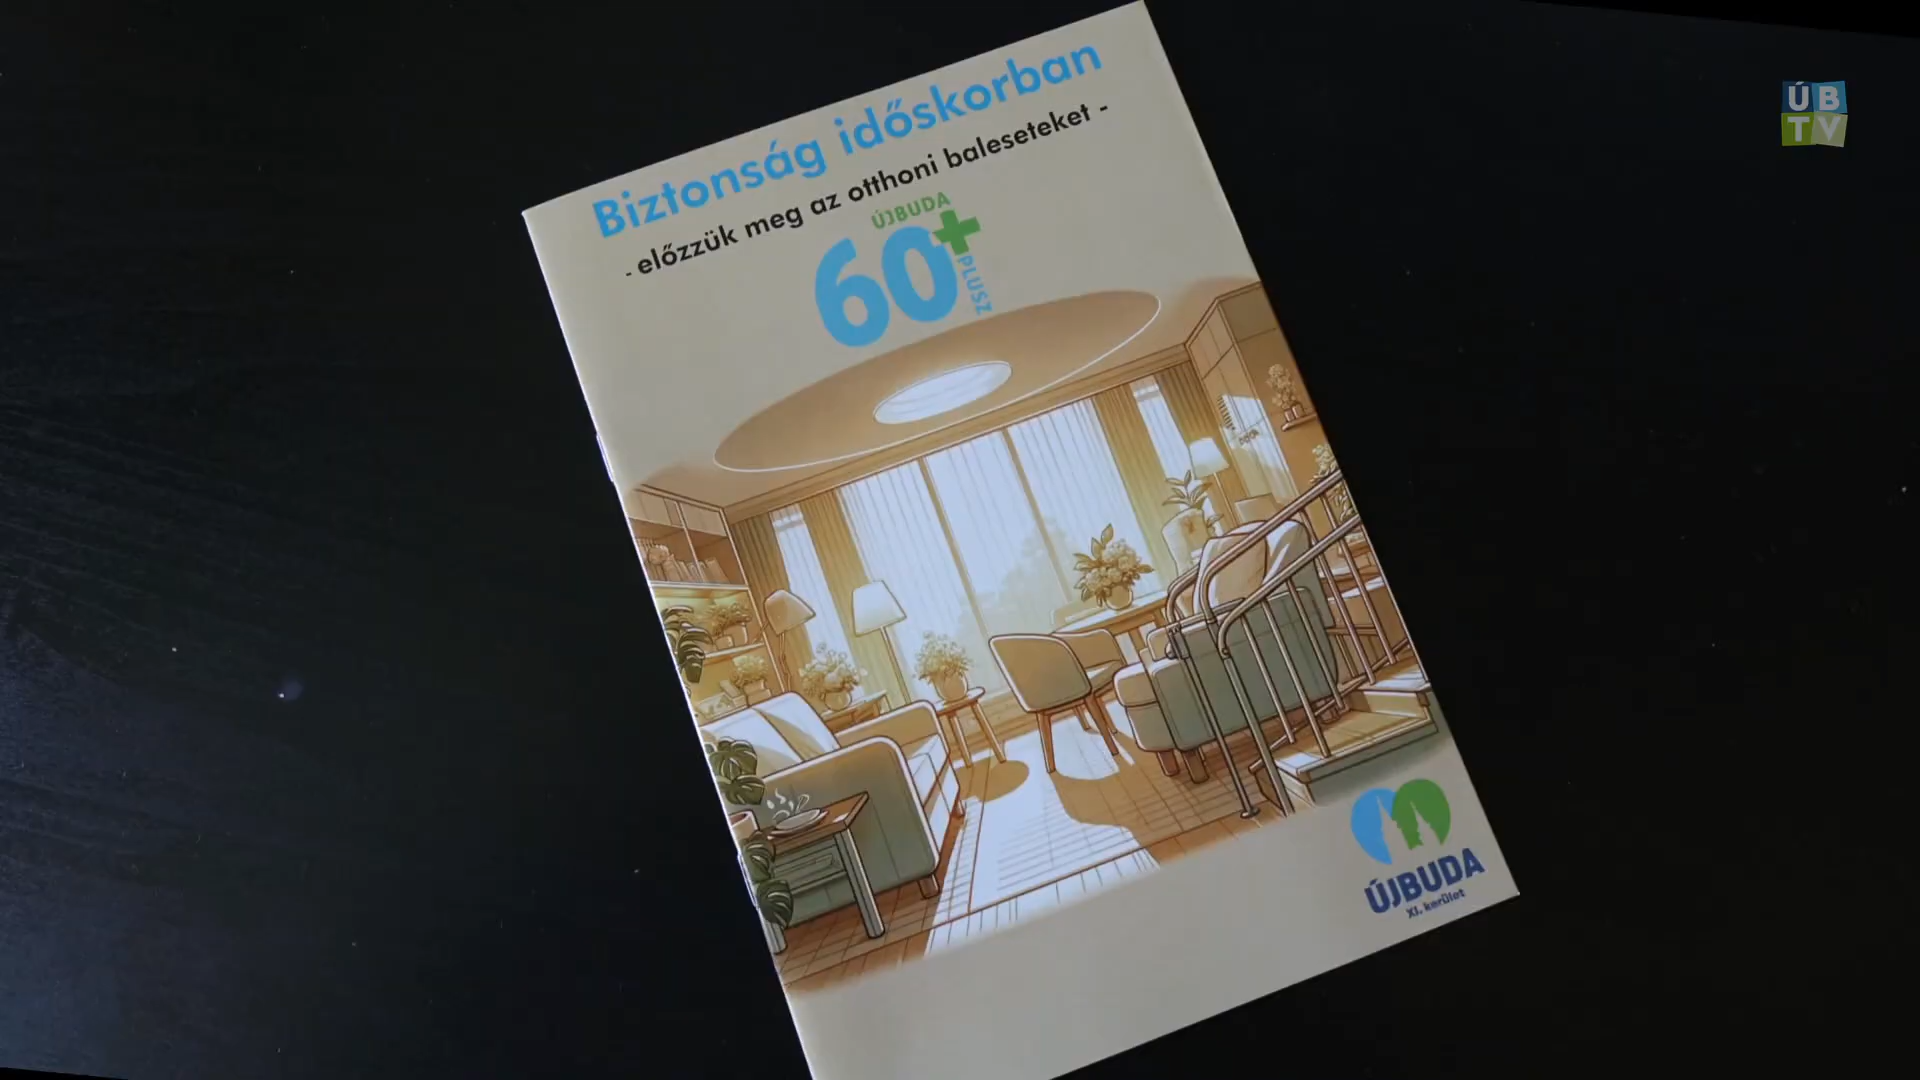 Biztonság időskorban
- előzzük meg az otthoni baleseteket -
ÚJBUDA
60+
PLUSZ
ÚJBUDA
XI. kerület
ÚB
TV